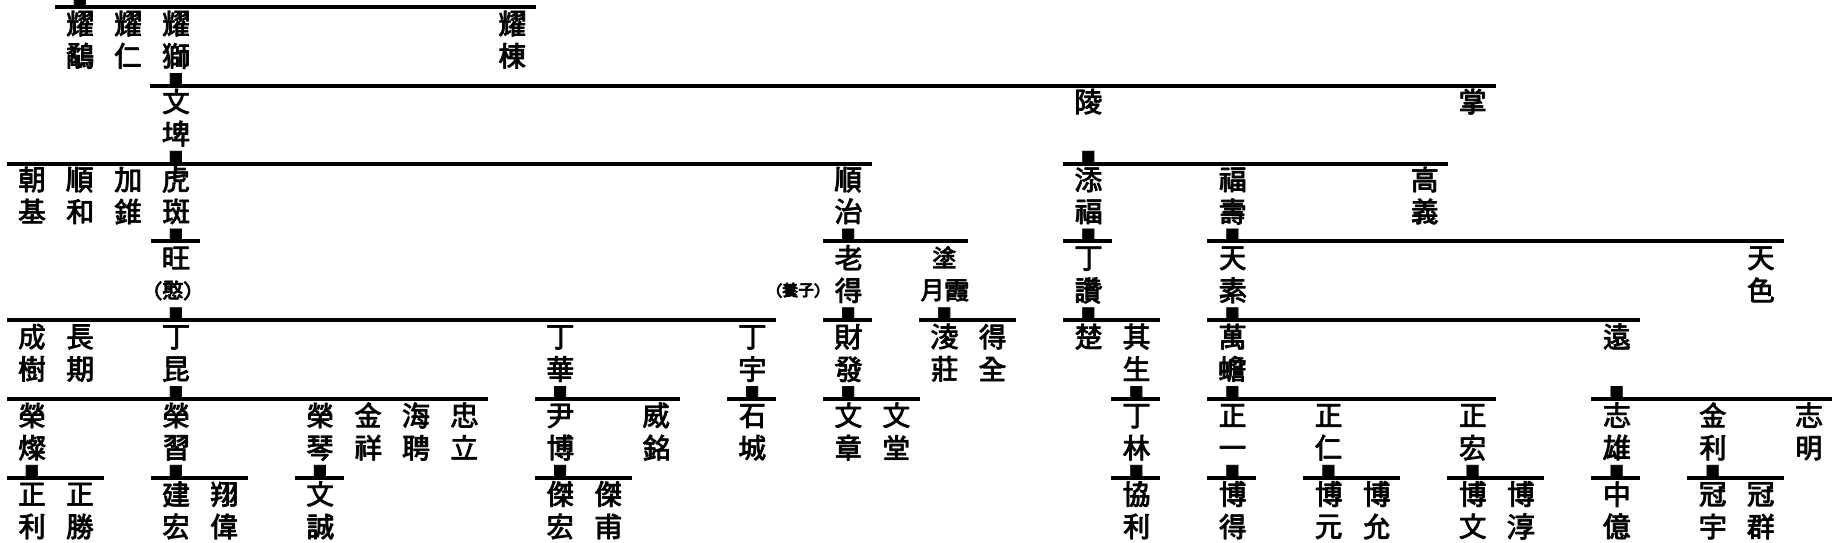 耀鷸 耀仁 耀獅 耀棟
文埤 陵 掌
朝基 順和 加錐 虎斑 順治 添福 福壽 高義
旺(憨) (養子)老得 塗月霞 丁讚 天素 天色
成樹 長期 丁昆 丁華 丁宇 財發 淩莊 得全 楚 其生 萬蟾 遠
榮燦 榮習 榮琴 金祥 海聘 忠立 尹博 威銘 石城 文章 文堂 丁林 正一 正仁 正宏 志雄 金利 志明
正利 正勝 建宏 翔偉 文誠 傑宏 傑甫 協利 博得 博元 博允 博文 博淳 中億 冠宇 冠群